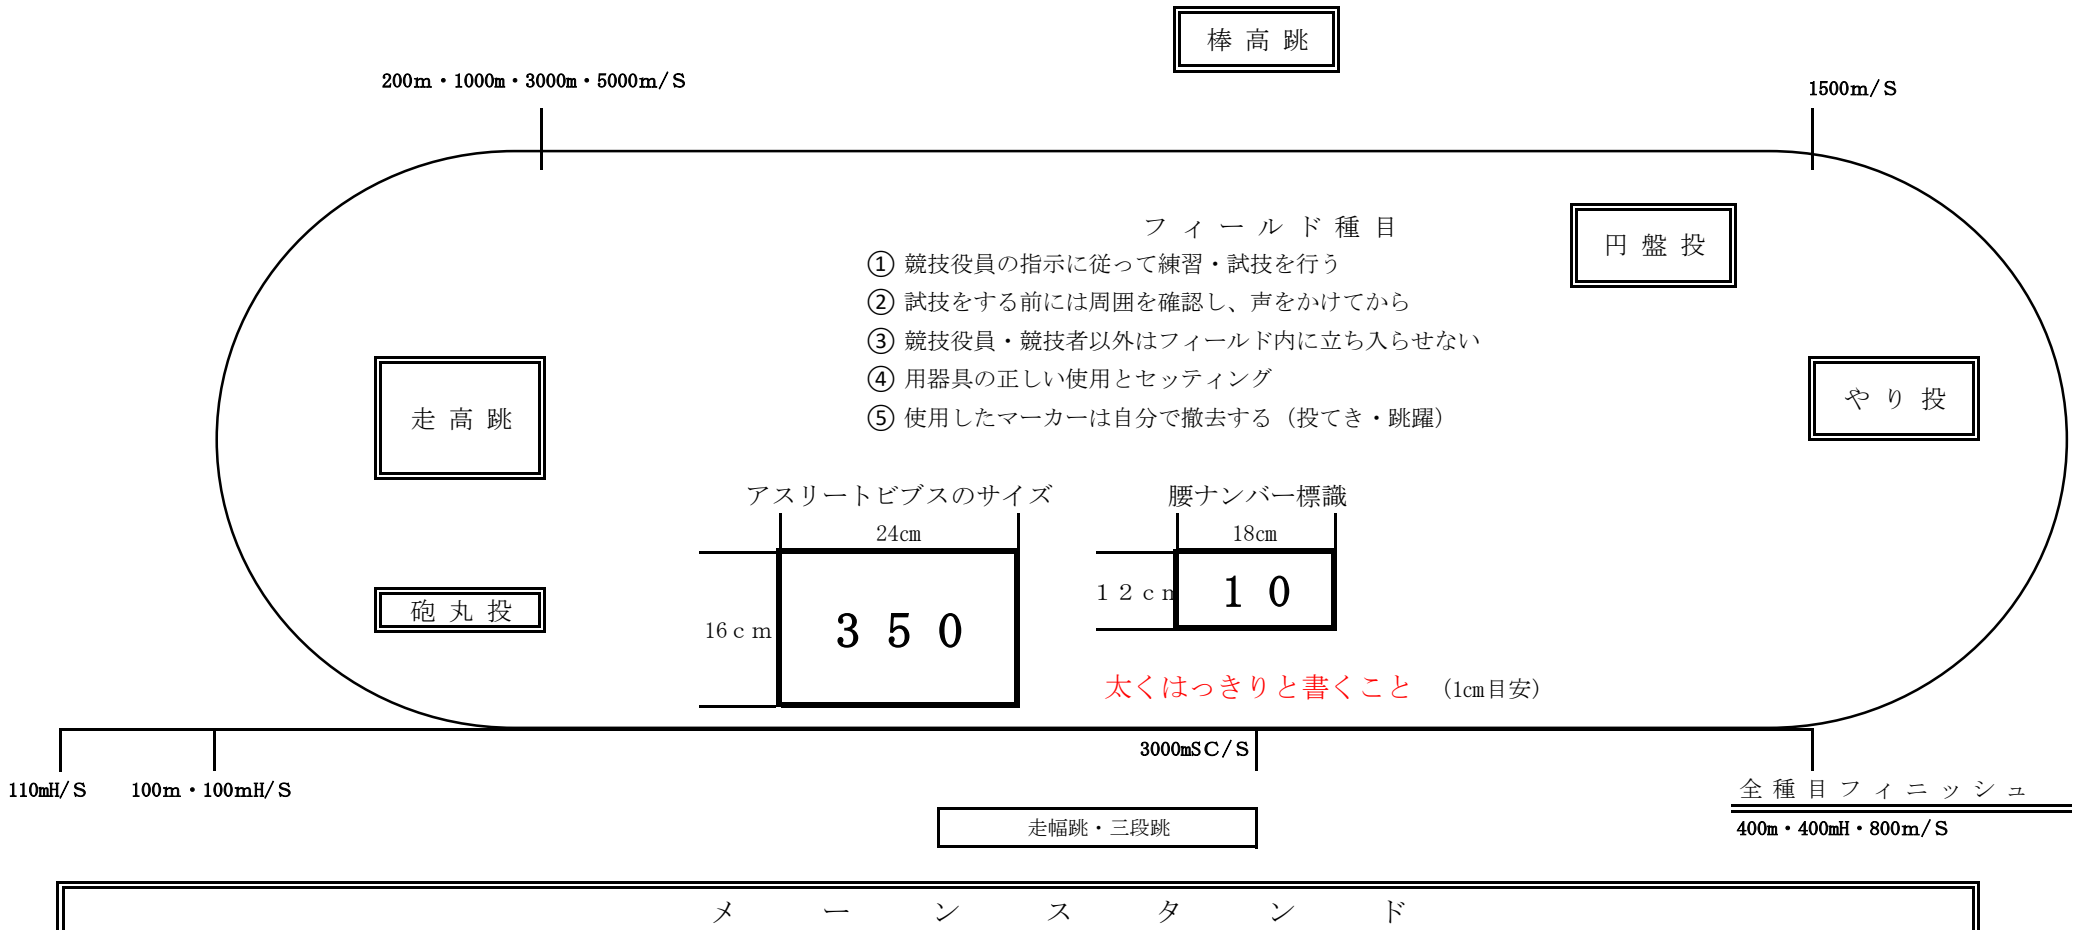 棒高跳
200ｍ・1000m・3000m・5000ｍ/Ｓ
1500ｍ/Ｓ
フィールド種目
円盤投
① 競技役員の指示に従って練習・試技を行う
② 試技をする前には周囲を確認し、声をかけてから
③ 競技役員・競技者以外はフィールド内に立ち入らせない
④ 用器具の正しい使用とセッティング
⑤ 使用したマーカーは自分で撤去する（投てき・跳躍）
走高跳
やり投
アスリートビブスのサイズ
腰ナンバー標識
24cm
18cm
１２ｃｍ
１０
砲丸投
16ｃｍ
３５０
太くはっきりと書くこと （1cm目安）
3000mSＣ/Ｓ
110mH/Ｓ
100ｍ・100ｍH/Ｓ
全種目フィニッシュ
400m・400mH・800ｍ/Ｓ
走幅跳・三段跳
メーンスタンド